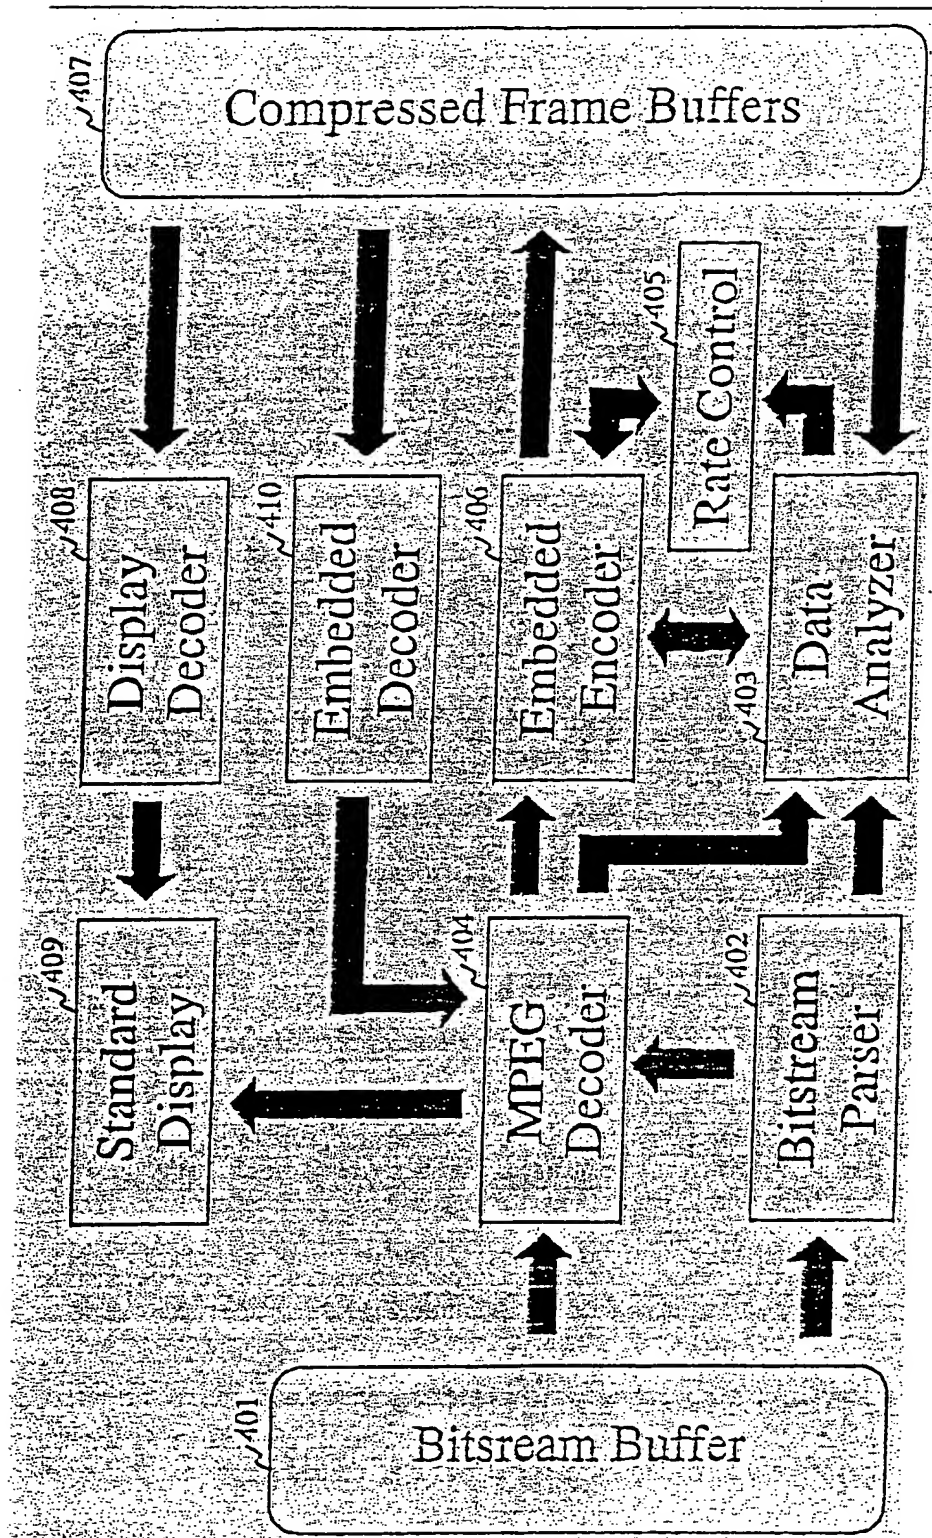 407
Compressed Frame Buffers
408
Display
Decoder
410
Embedded
Decoder
406
Embedded
Encoder
405
Rate Control
403
Data
Analyzer
409
Standard
Display
404
MPEG
Decoder
402
Bitstream
Parser
401
Bitsream Buffer